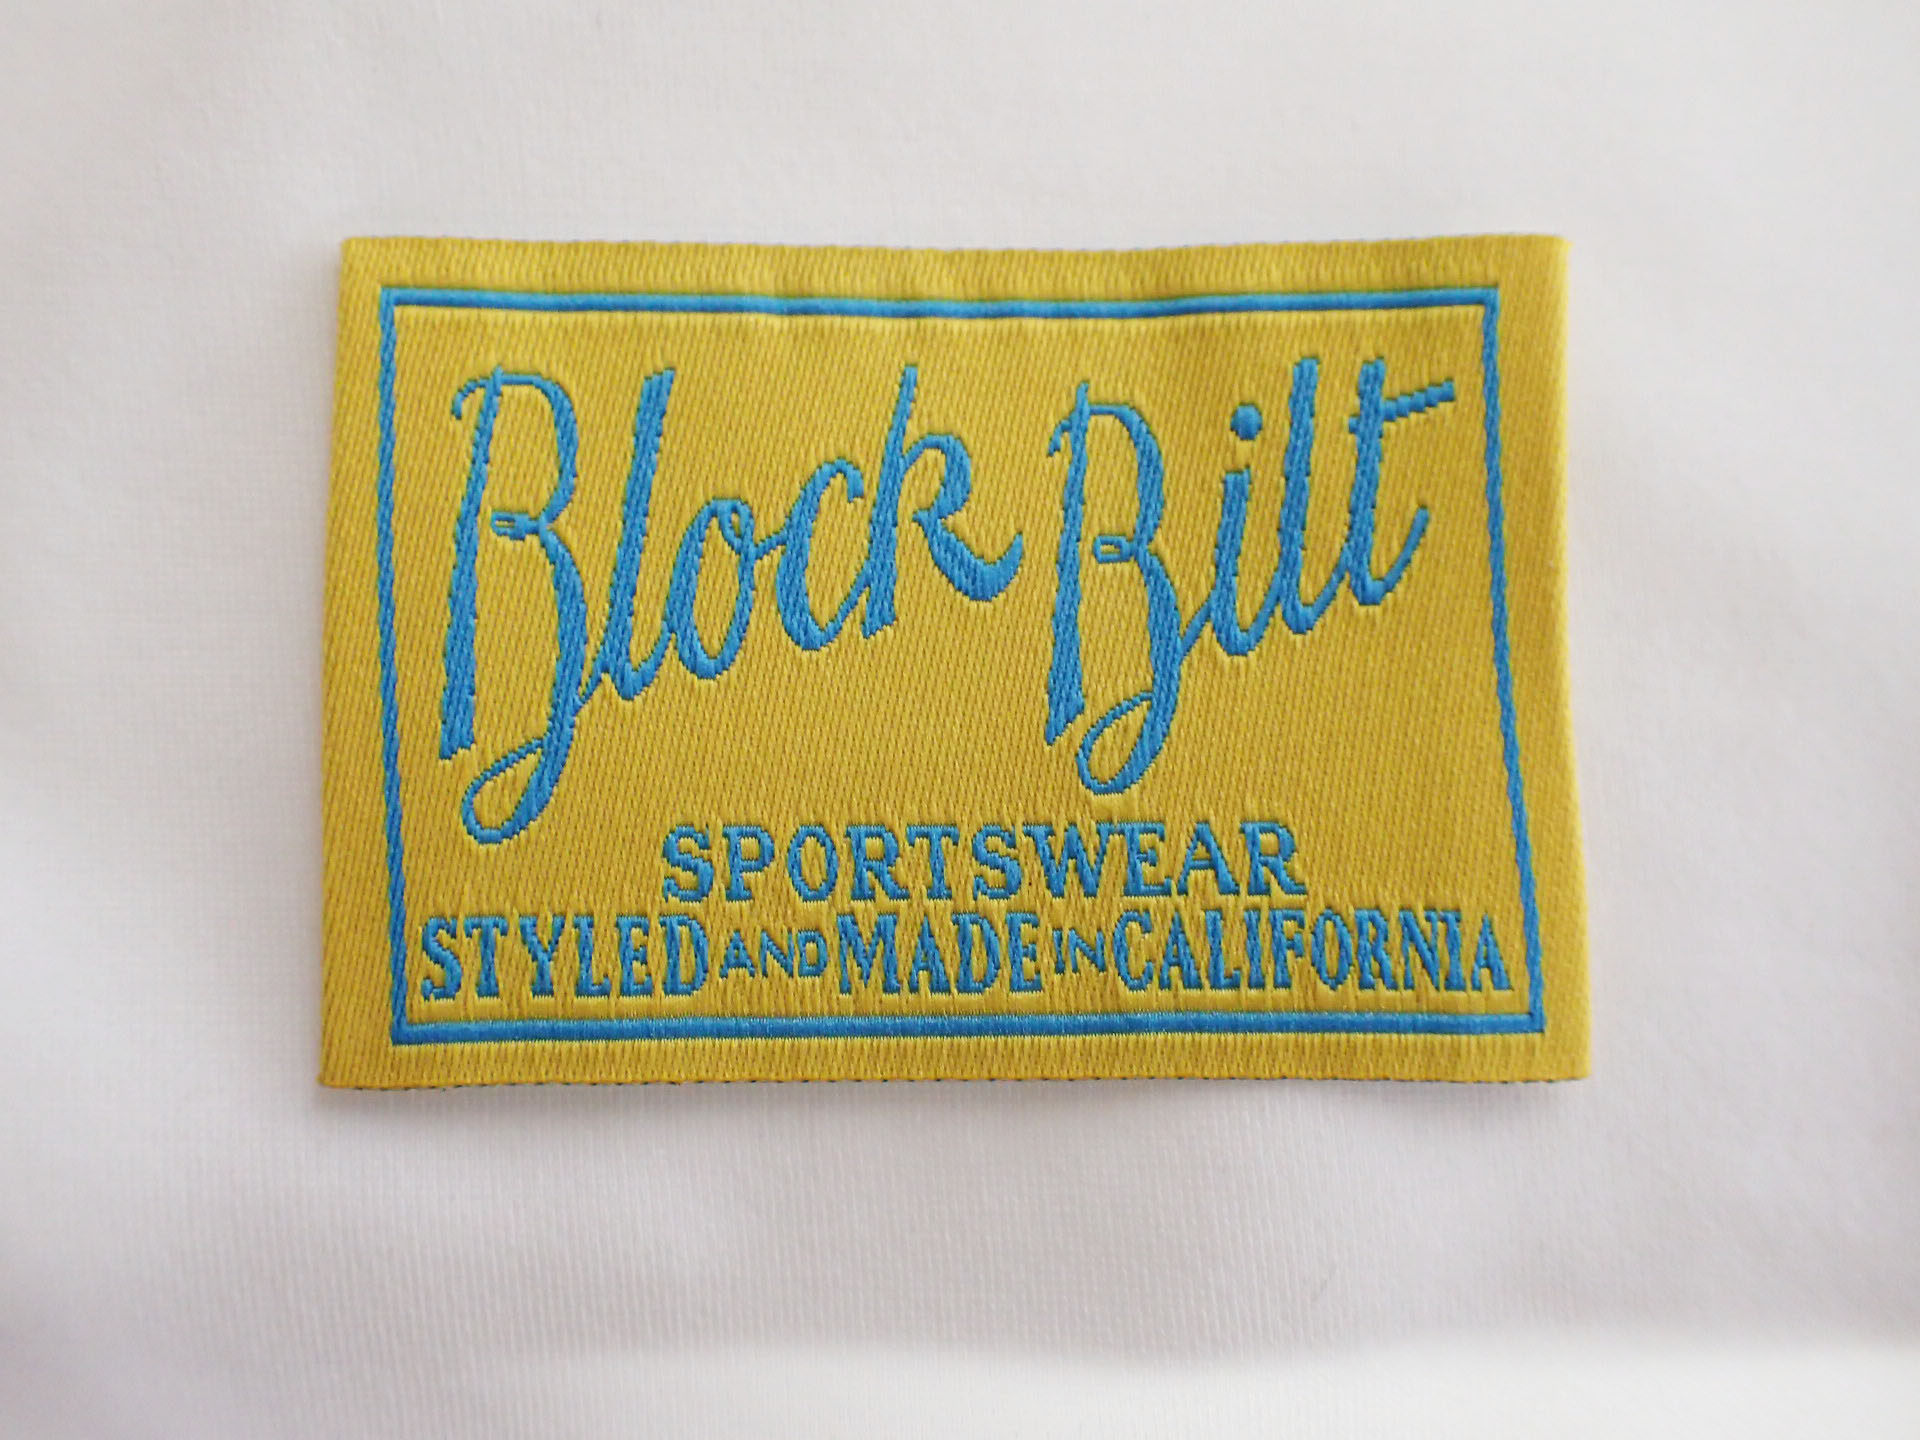 Block Bilt
SPORTSWEAR
STYLED AND MADE IN CALIFORNIA